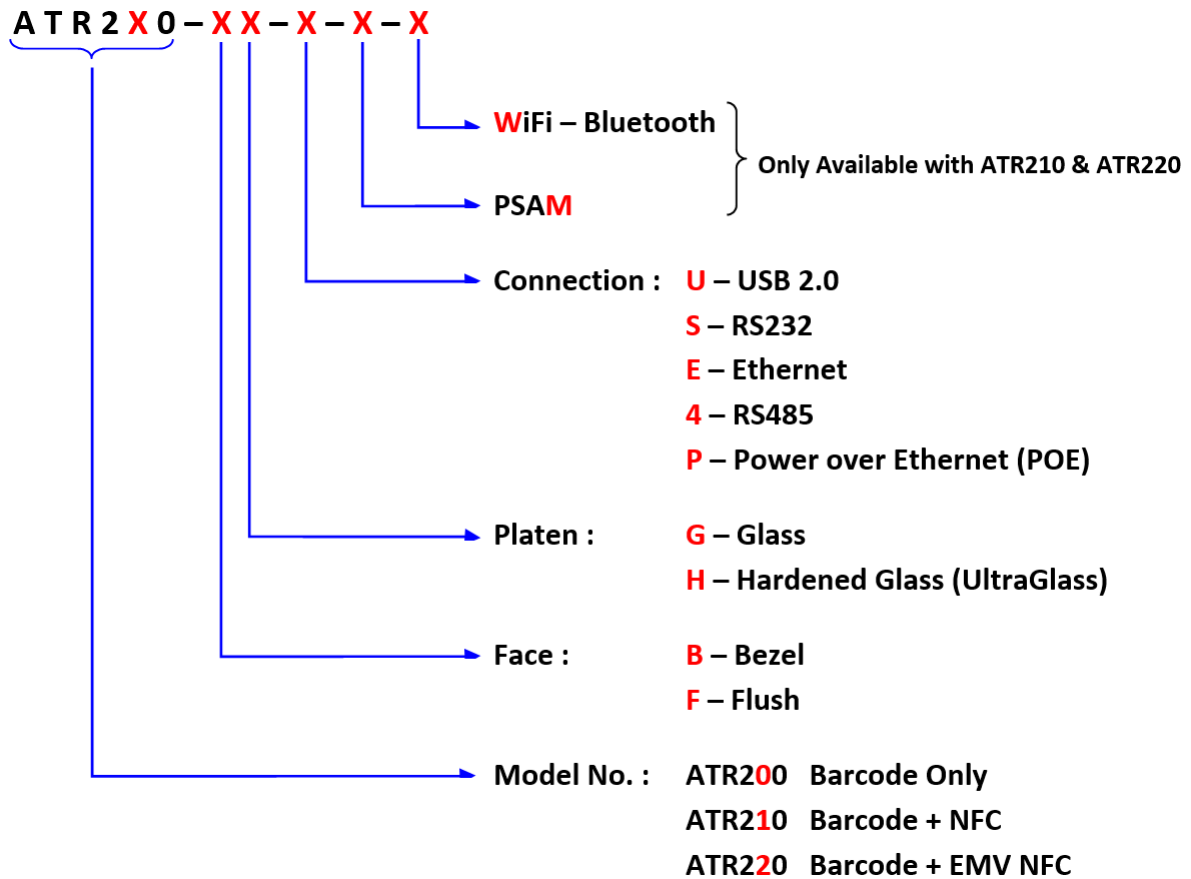 ATR2X0–XX–X–X–X
WiFi – Bluetooth
Only Available with ATR210 & ATR220
PSAM
Connection : U – USB 2.0
S – RS232
E – Ethernet
4 – RS485
P – Power over Ethernet (POE)
Platen : G – Glass
H – Hardened Glass (UltraGlass)
Face : B – Bezel
F – Flush
Model No. : ATR200 Barcode Only
ATR210 Barcode + NFC
ATR220 Barcode + EMV NFC